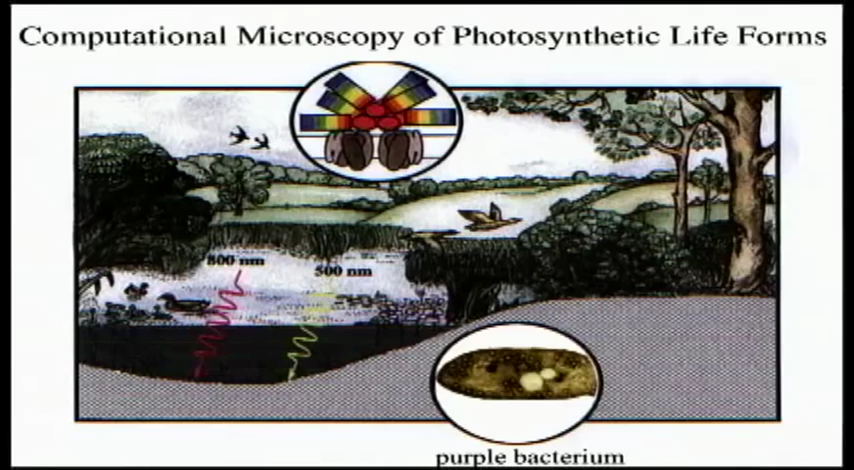 Computational Microscopy of Photosynthetic Life Forms
800 nm
500 nm
purple bacterium